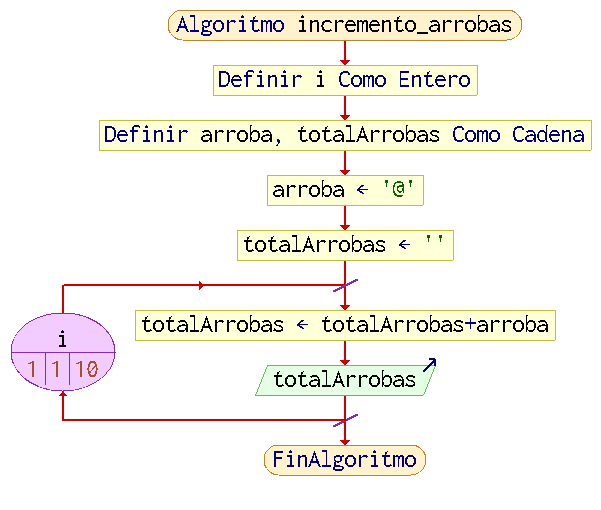 Algoritmo incremento_arrobas
Definir i Como Entero
Definir arroba, totalArrobas Como Cadena
arroba ← '@'
totalArrobas ← ''
totalArrobas ← totalArrobas+arroba
i
1 1 10
totalArrobas
FinAlgoritmo